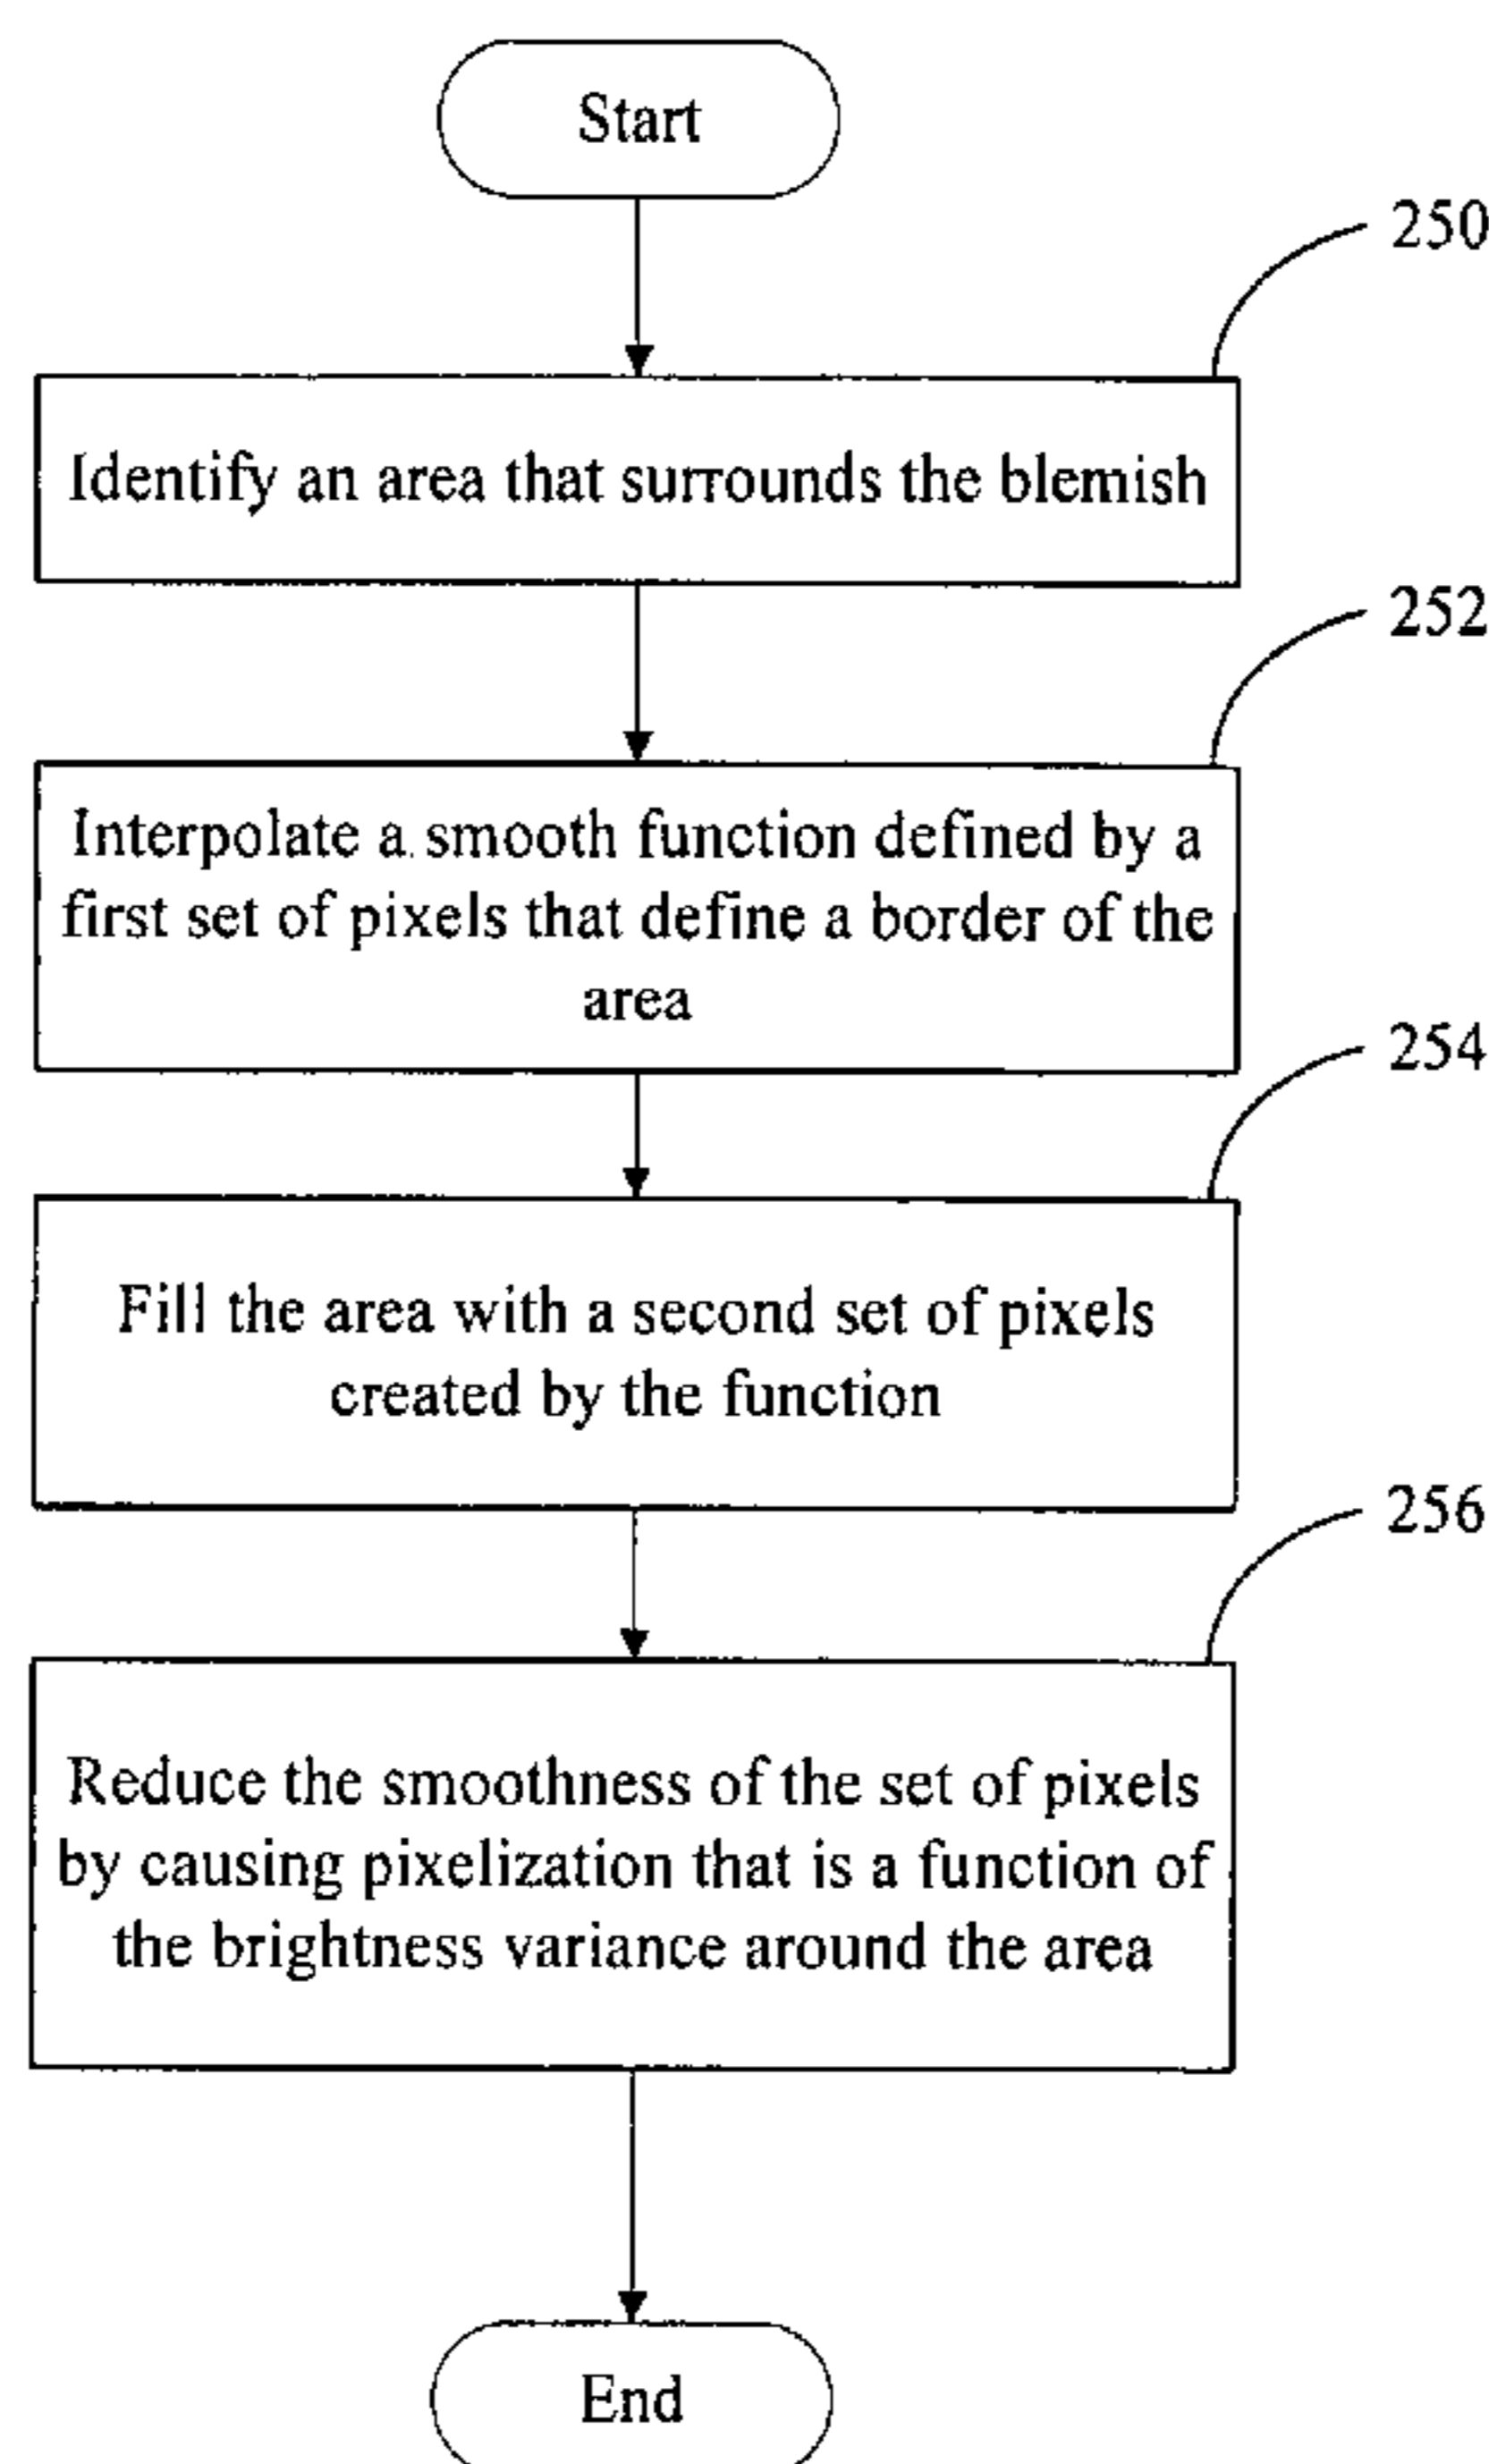 Start
250
Identify an area that surrounds the blemish
252
Interpolate a smooth function defined by a
first set of pixels that define a border of the
area
254
Fill the area with a second set of pixels
created by the function
256
Reduce the smoothness of the set of pixels
by causing pixelization that is a function of
the brightness variance around the area
End